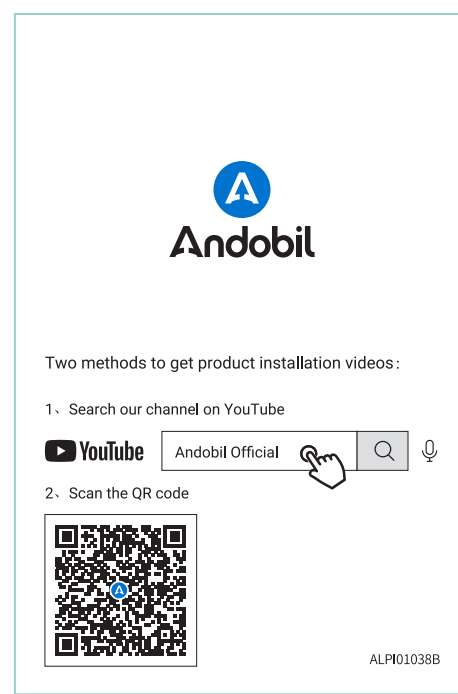 Andobil
Two methods to get product installation videos:
1、Search our channel on YouTube
YouTube Andobil Official
2、Scan the QR code
ALPI01038B